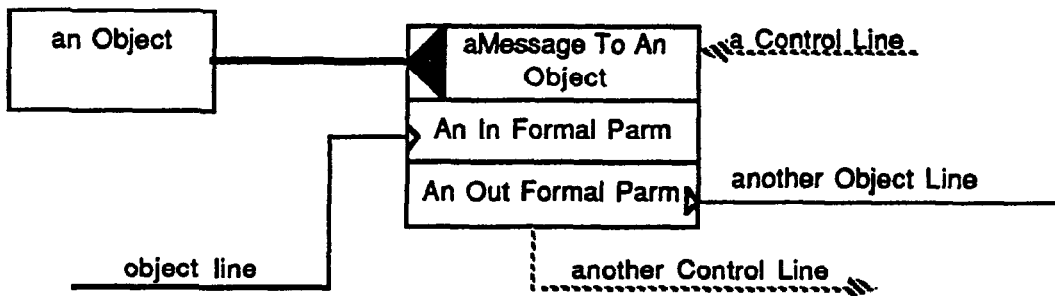 an Object
aMessage To An
Object
a Control Line
An In Formal Parm
An Out Formal Parm
another Object Line
object line
another Control Line